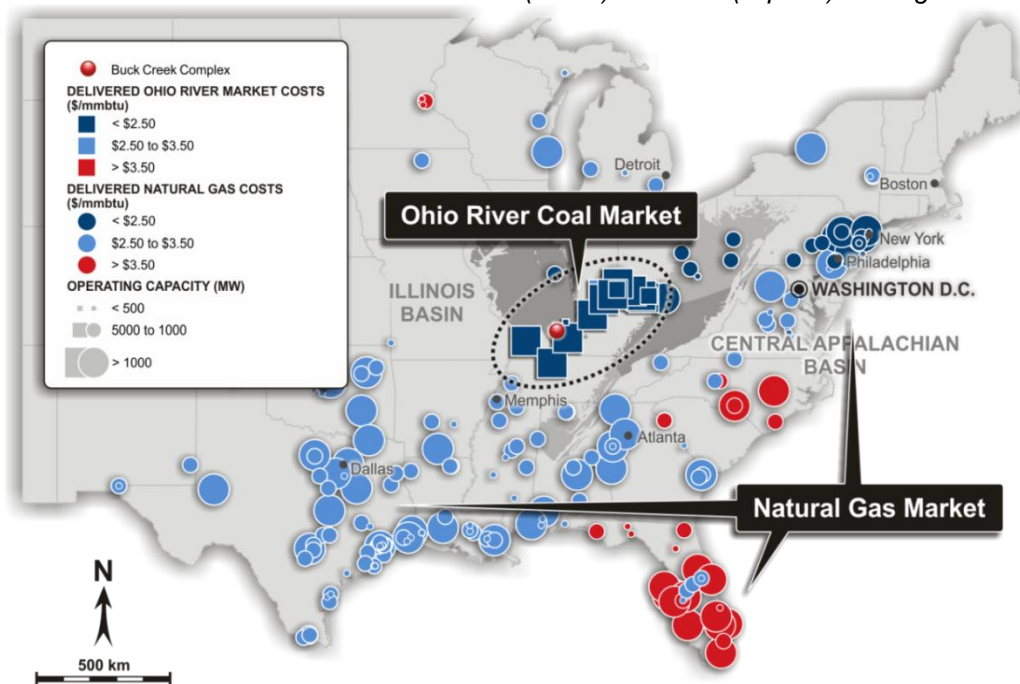 Buck Creek Complex
DELIVERED OHIO RIVER MARKET COSTS
($/mmbtu)
< $2.50
$2.50 to $3.50
> $3.50
DELIVERED NATURAL GAS COSTS
($/mmbtu)
< $2.50
$2.50 to $3.50
> $3.50
OPERATING CAPACITY (MW)
< 500
5000 to 1000
> 1000
Detroit
Boston
Ohio River Coal Market
New York
Philadelphia
ILLINOIS
BASIN
WASHINGTON D.C.
CENTRAL APPALACHIAN
BASIN
Memphis
Atlanta
Dallas
Natural Gas Market
N
500 km